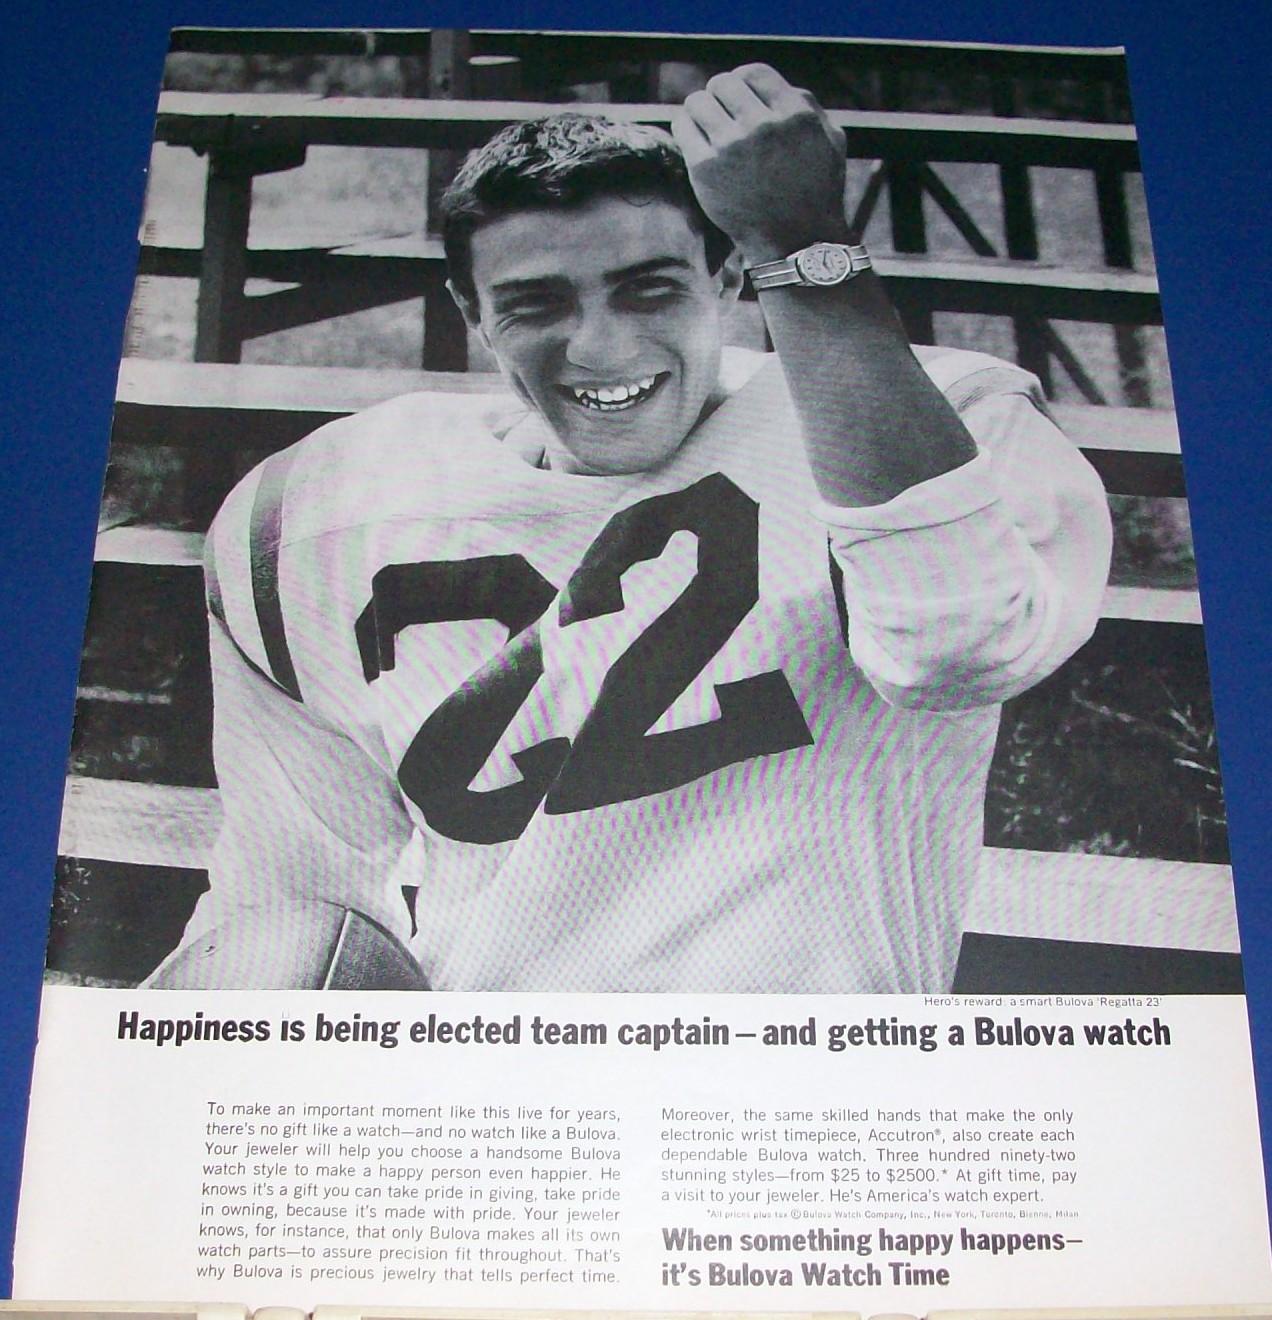 22
Hero's reward: a smart Bulova 'Regatta 23'
Happiness is being elected team captain—and getting a Bulova watch
To make an important moment like this live for years,
there's no gift like a watch—and no watch like a Bulova.
Your jeweler will help you choose a handsome Bulova
watch style to make a happy person even happier. He
knows it's a gift you can take pride in giving, take pride
in owning, because it's made with pride. Your jeweler
knows, for instance, that only Bulova makes all its own
watch parts—to assure precision fit throughout. That's
why Bulova is precious jewelry that tells perfect time.
Moreover, the same skilled hands that make the only
electronic wrist timepiece, Accutron®, also create each
dependable Bulova watch. Three hundred ninety-two
stunning styles—from $25 to $2500.* At gift time, pay
a visit to your jeweler. He's America's watch expert.
*All prices plus tax ©Bulova Watch Company, Inc., New York, Toronto, Bienne, Milan
When something happy happens—
it's Bulova Watch Time